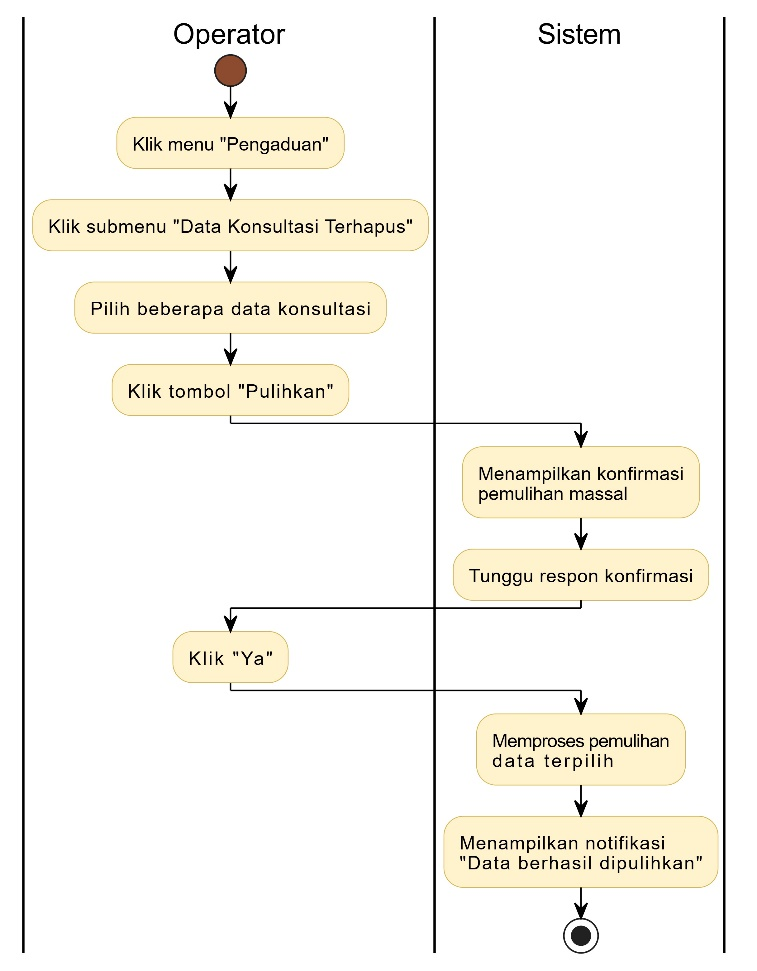 Operator
Sistem
Klik menu "Pengaduan"
Klik submenu "Data Konsultasi Terhapus"
Pilih beberapa data konsultasi
Klik tombol "Pulihkan"
Menampilkan konfirmasi
pemulihan massal
Tunggu respon konfirmasi
Klik "Ya"
Memproses pemulihan
data terpilih
Menampilkan notifikasi
"Data berhasil dipulihkan"